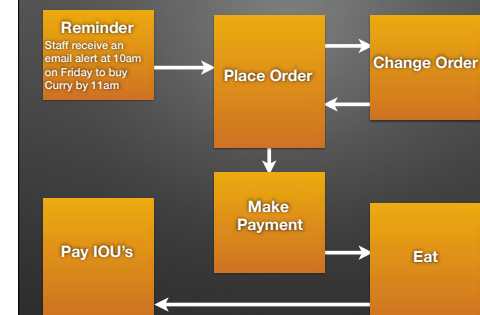 Reminder
Staff receive an
email alert at 10am
on Friday to buy
Curry by 11am
Place Order
Change Order
Make
Payment
Pay IOU's
Eat